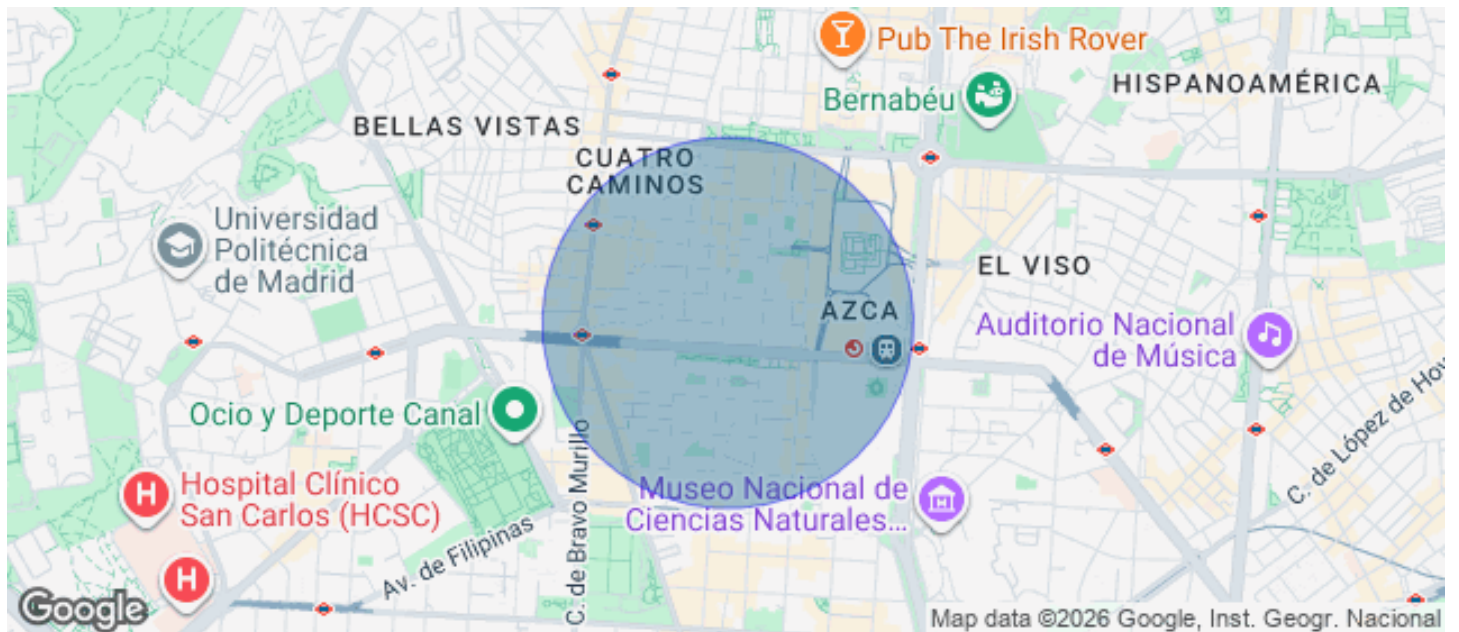 Pub The Irish Rover
HISPANOAMÉRICA
Bernabéu
BELLAS VISTAS
CUATRO
CAMINOS
Universidad
Politécnica
de Madrid
EL VISO
AZCA
Auditorio Nacional
de Música
Ocio y Deporte Canal
C. de Bravo Murillo
Hospital Clínico
San Carlos (HCSC)
Museo Nacional de
Ciencias Naturales...
Av. de Filipinas
C. de López de Hoy
H
H
Google
Map data ©2026 Google, Inst. Geogr. Nacional